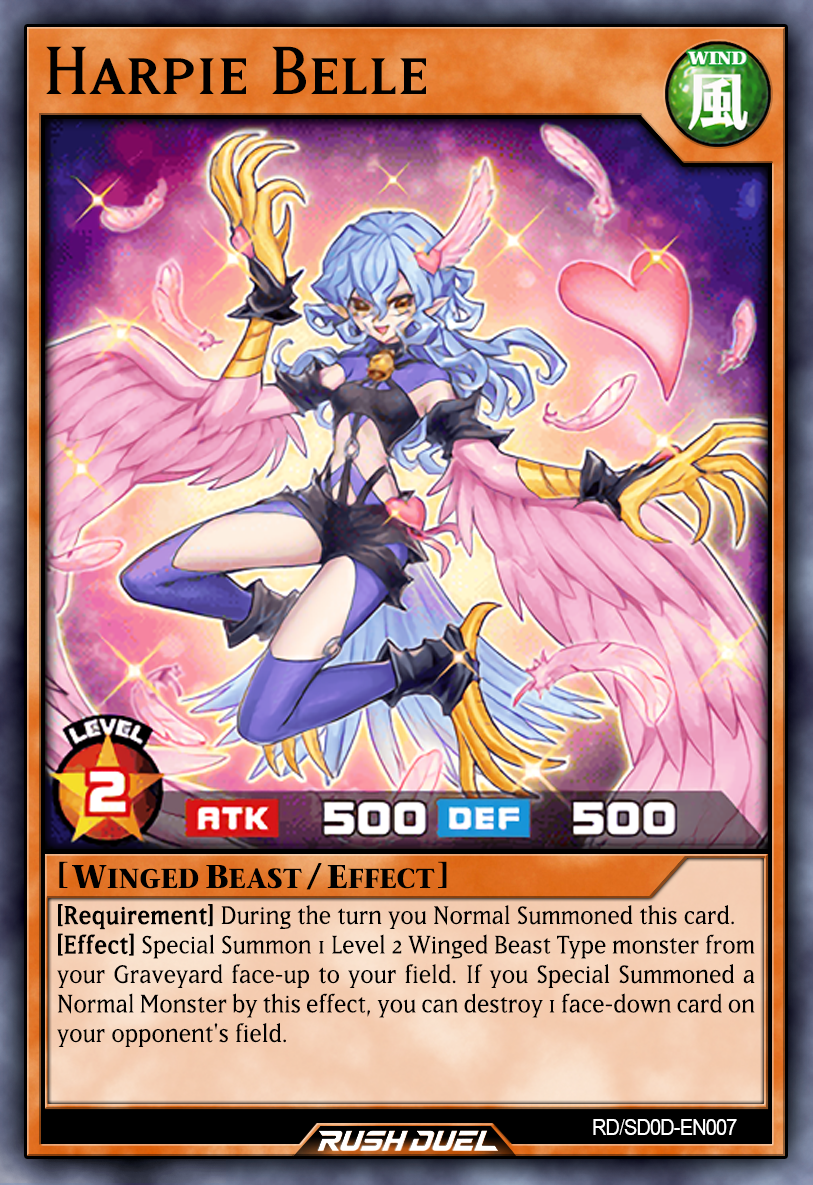 Harpie Belle
WIND
風
LEVEL
2
ATK 500 DEF 500
[Winged Beast/Effect]
[Requirement] During the turn you Normal Summoned this card.
[Effect] Special Summon 1 Level 2 Winged Beast Type monster from
your Graveyard face-up to your field. If you Special Summoned a
Normal Monster by this effect, you can destroy 1 face-down card on
your opponent's field.
RD/SD0D-EN007
RUSH DUEL